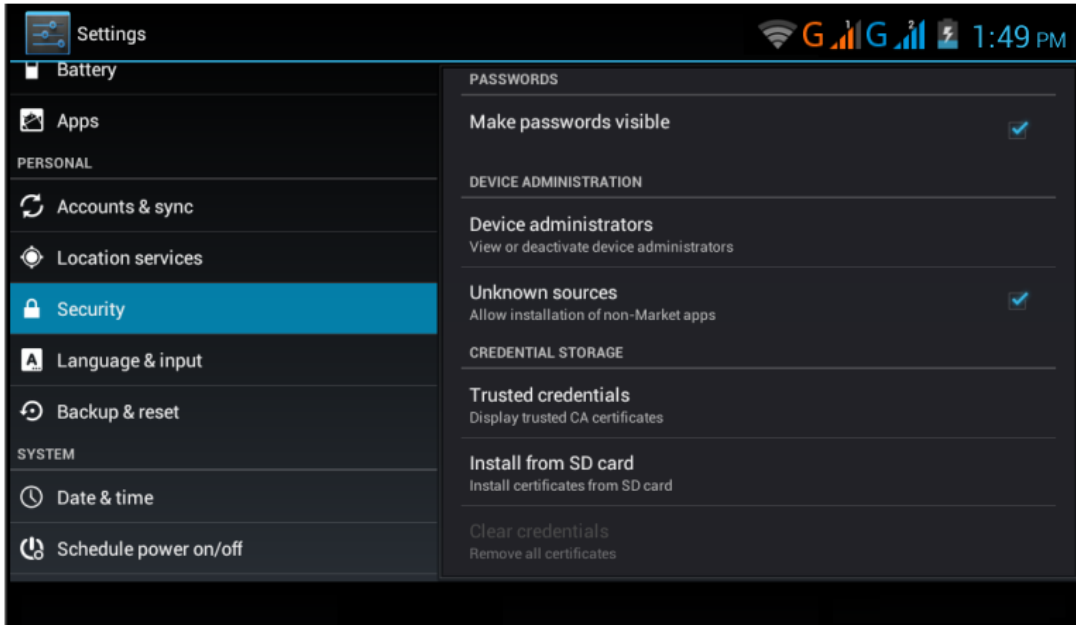 Settings
G 1 G 2 1:49 PM
Battery
Apps
PERSONAL
Accounts & sync
Location services
Security
Language & input
Backup & reset
SYSTEM
Date & time
Schedule power on/off
PASSWORDS
Make passwords visible
DEVICE ADMINISTRATION
Device administrators
View or deactivate device administrators
Unknown sources
Allow installation of non-Market apps
CREDENTIAL STORAGE
Trusted credentials
Display trusted CA certificates
Install from SD card
Install certificates from SD card
Clear credentials
Remove all certificates